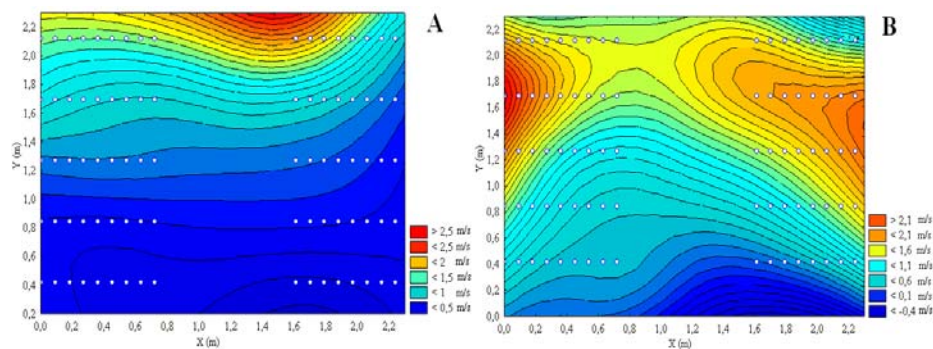 A
2,2
2,0
1,8
1,6
1,4
1,2
1,0
0,8
0,6
0,4
0,2
Y (m)
0,0 0,2 0,4 0,6 0,8 1,0 1,2 1,4 1,6 1,8 2,0 2,2
X (m)
> 2,5 m/s
< 2,5 m/s
< 2 m/s
< 1,5 m/s
< 1 m/s
< 0,5 m/s
B
2,2
2,0
1,8
1,6
1,4
1,2
1,0
0,8
0,6
0,4
0,2
0,0
Y (m)
0,0 0,2 0,4 0,6 0,8 1,0 1,2 1,4 1,6 1,8 2,0 2,2
X (m)
> 2,1 m/s
< 2,1 m/s
< 1,6 m/s
< 1,1 m/s
< 0,6 m/s
< 0,1 m/s
< -0,4 m/s